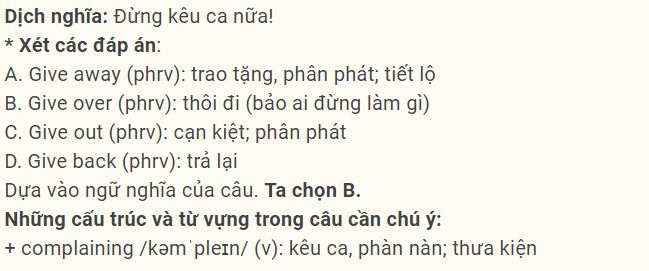 Dịch nghĩa: Đừng kêu ca nữa!
* Xét các đáp án:
A. Give away (phrv): trao tặng, phân phát; tiết lộ
B. Give over (phrv): thôi đi (bảo ai đừng làm gì)
C. Give out (phrv): cạn kiệt; phân phát
D. Give back (phrv): trả lại
Dựa vào ngữ nghĩa của câu. Ta chọn B.
Những cấu trúc và từ vựng trong câu cần chú ý:
+ complaining /kəmˈpleɪn/ (v): kêu ca, phàn nàn; thưa kiện